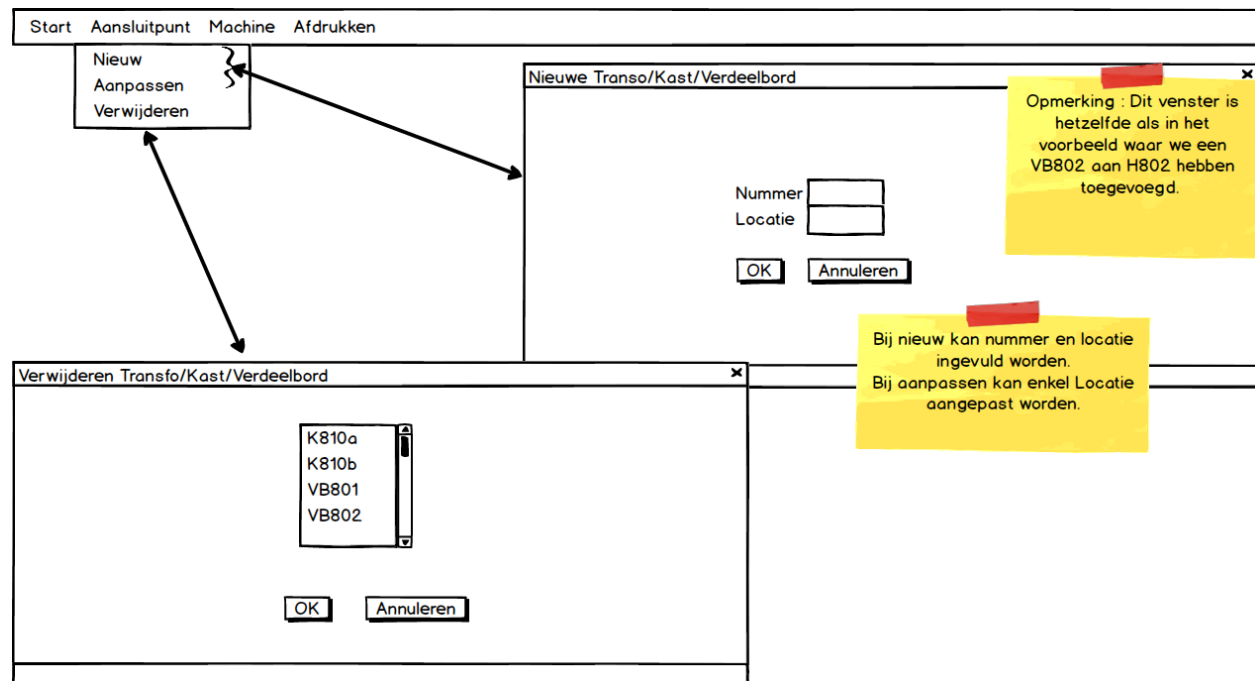 Start Aansluitpunt Machine Afdrukken
Nieuw
Aanpassen
Verwijderen
Nieuwe Transo/Kast/Verdeelbord
Opmerking : Dit venster is
hetzelfde als in het
voorbeeld waar we een
VB802 aan H802 hebben
toegevoegd.
Nummer
Locatie
OK Annuleren
Bij nieuw kan nummer en locatie
ingevuld worden.
Bij aanpassen kan enkel Locatie
aangepast worden.
Verwijderen Transfo/Kast/Verdeelbord
K810a
K810b
VB801
VB802
OK Annuleren